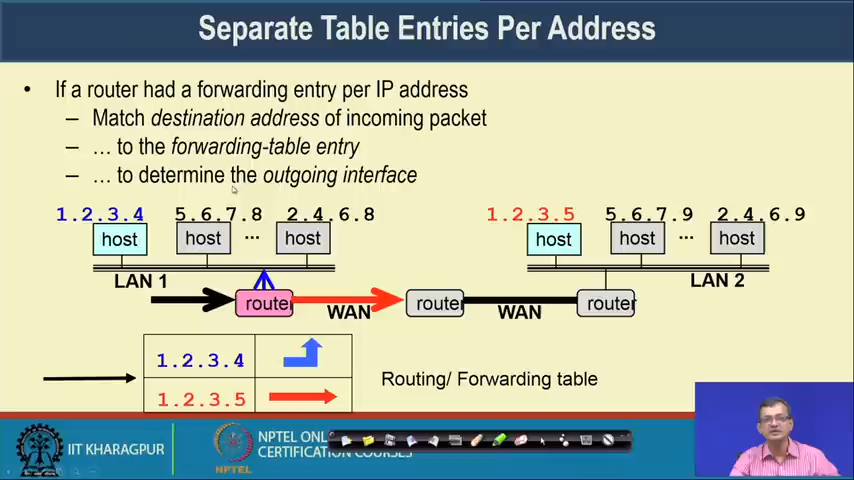 Separate Table Entries Per Address
• If a router had a forwarding entry per IP address
– Match destination address of incoming packet
– … to the forwarding-table entry
– … to determine the outgoing interface
1.2.3.4 5.6.7.8 2.4.6.8 1.2.3.5 5.6.7.9 2.4.6.9
host host ... host host host ... host
LAN 1 LAN 2
router WAN router WAN router
1.2.3.4
Routing/ Forwarding table
1.2.3.5
IIT KHARAGPUR
NPTEL
NPTEL ONL
CERTIFICATION COURSES